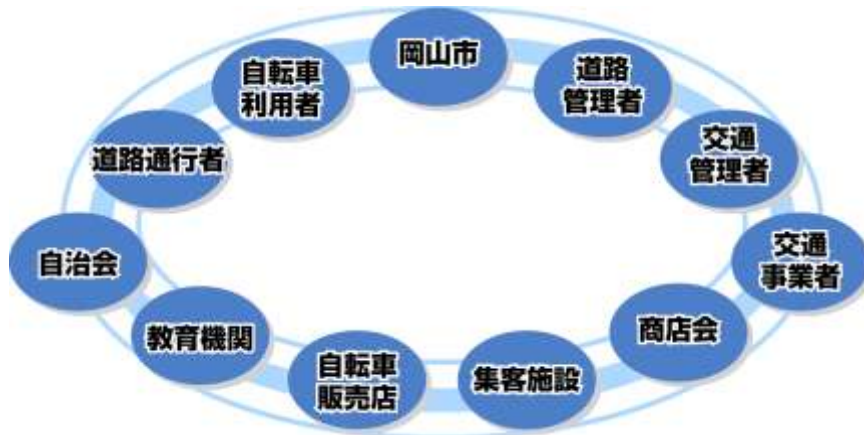 岡山市
道路
管理者
交通
管理者
交通
事業者
商店会
集客施設
自転車
販売店
教育機関
自治会
道路通行者
自転車
利用者